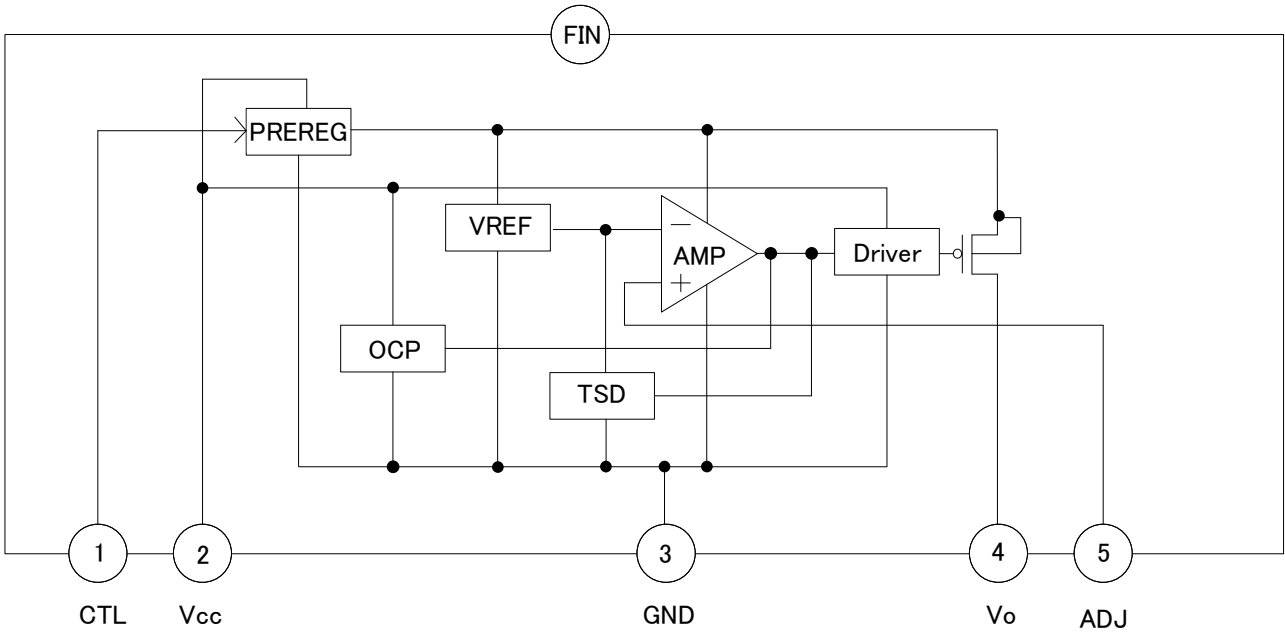 FIN
PREREG
VREF
−
AMP
+
Driver
OCP
TSD
1
2
3
4
5
CTL
Vcc
GND
Vo
ADJ